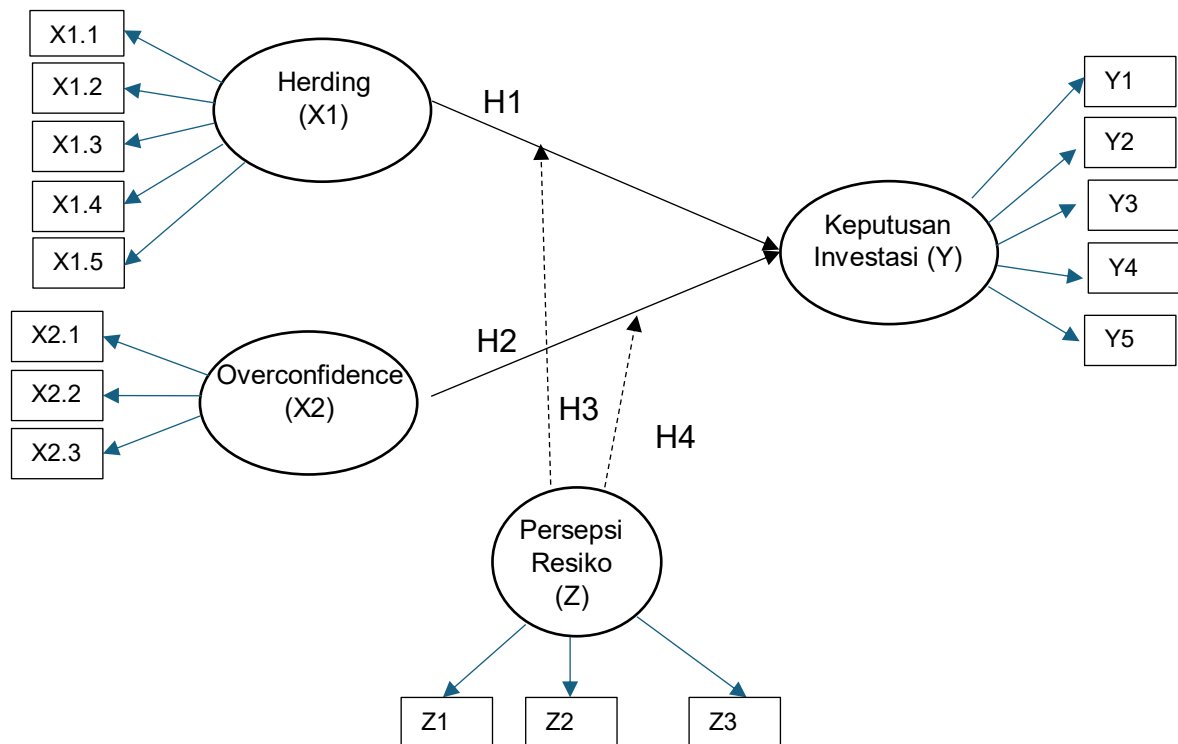 X1.1
X1.2
X1.3
X1.4
X1.5
Herding
(X1)
H1
Y1
Y2
Y3
Y4
Y5
Keputusan
Investasi (Y)
X2.1
X2.2
X2.3
Overconfidence
(X2)
H2
H3
H4
Persepsi
Resiko
(Z)
Z1
Z2
Z3